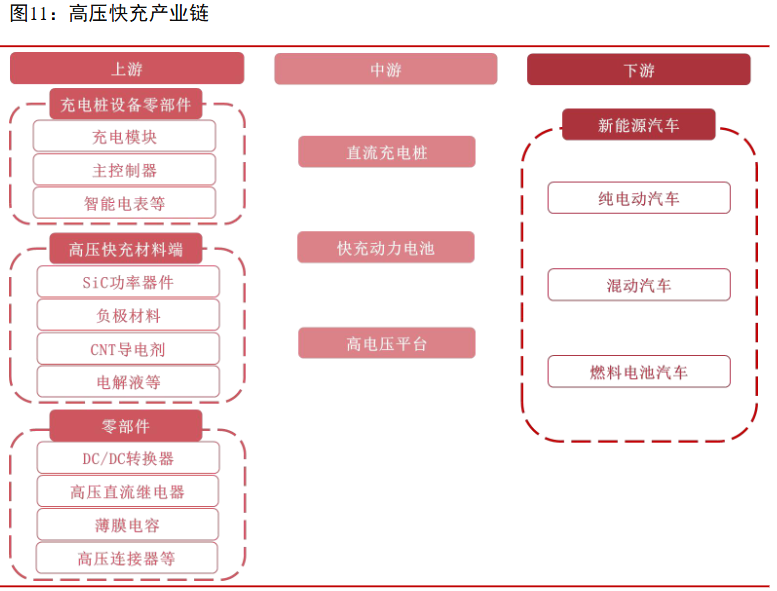 图11：高压快充产业链
上游
充电桩设备零部件
充电模块
主控制器
智能电表等
高压快充材料端
SiC功率器件
负极材料
CNT导电剂
电解液等
零部件
DC/DC转换器
高压直流继电器
薄膜电容
高压连接器等
中游
直流充电桩
快充动力电池
高电压平台
下游
新能源汽车
纯电动汽车
混动汽车
燃料电池汽车